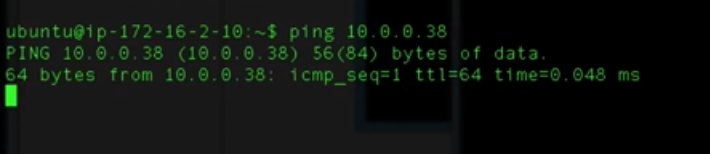 ubuntu@ip-172-16-2-10:~$ ping 10.0.0.38
PING 10.0.0.38 (10.0.0.38) 56(84) bytes of data.
64 bytes from 10.0.0.38: icmp_seq=1 ttl=64 time=0.048 ms